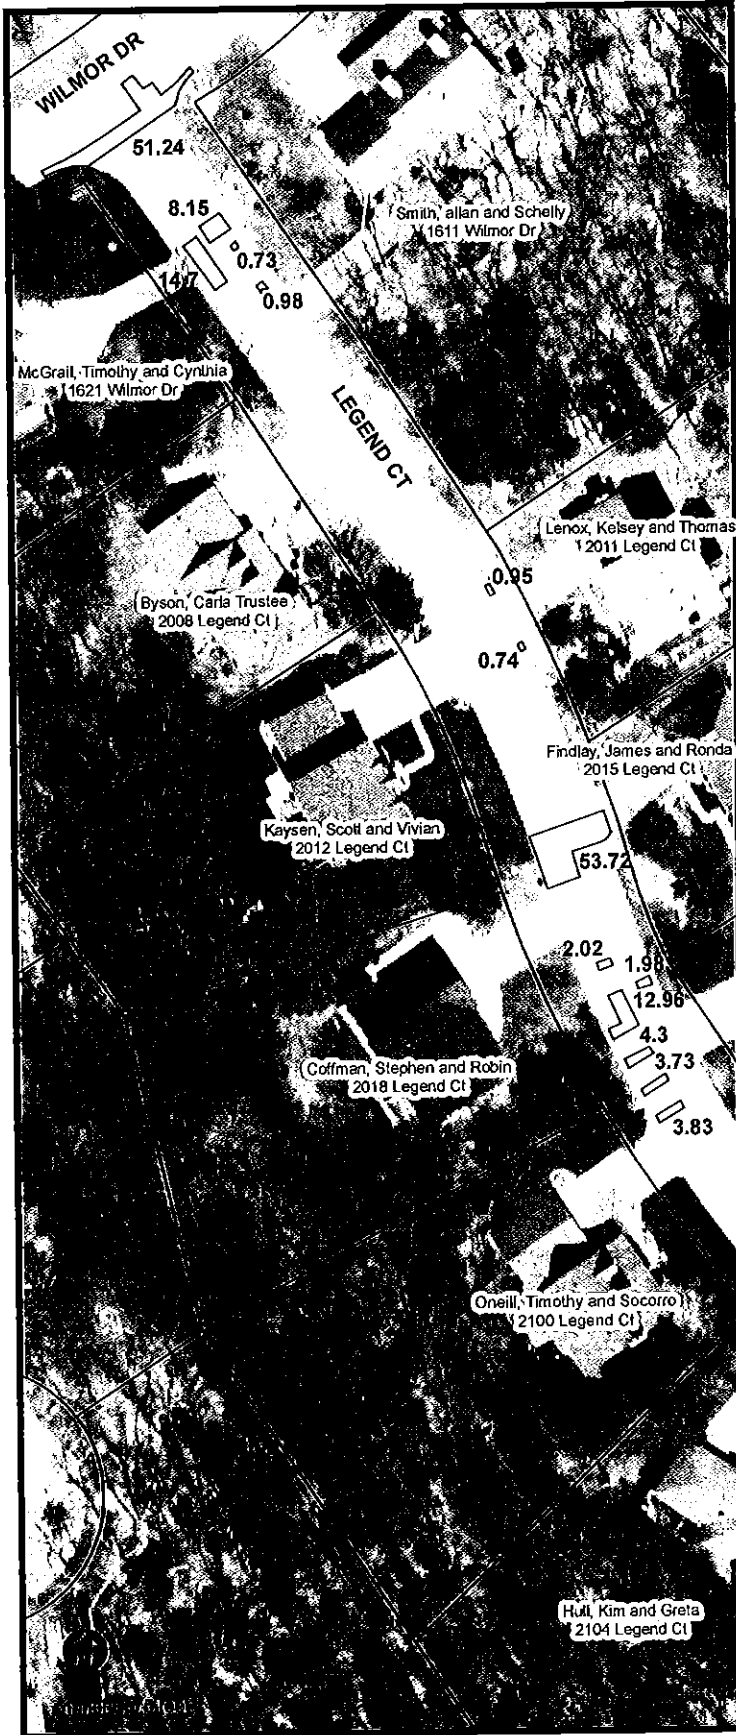 WILMOR DR
51.24
8.15
Smith, allan and Schelly
1611 Wilmor Dr
0.73
14.7
0.98
McGrail, Timothy and Cynthia
1621 Wilmor Dr
LEGEND CT
Lenox, Kelsey and Thomas
2011 Legend Ct
0.95
Byson, Carla Trustee
2008 Legend Ct
0.74
Findlay, James and Ronda
2015 Legend Ct
Kaysen, Scott and Vivian
2012 Legend Ct
53.72
2.02
1.98
12.96
4.3
3.73
Coffman, Stephen and Robin
2018 Legend Ct
3.83
Oneill, Timothy and Socorro
2100 Legend Ct
Hull, Kim and Greta
2104 Legend Ct